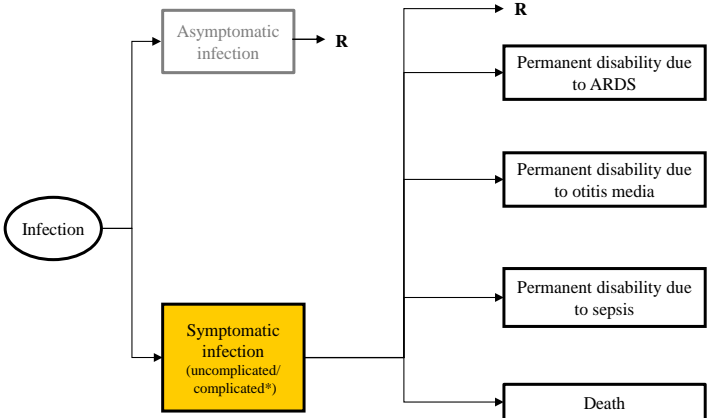 Asymptomatic
infection
R
R
Permanent disability due
to ARDS
Permanent disability due
to otitis media
Infection
Permanent disability due
to sepsis
Symptomatic
infection
(uncomplicated/
complicated*)
Death